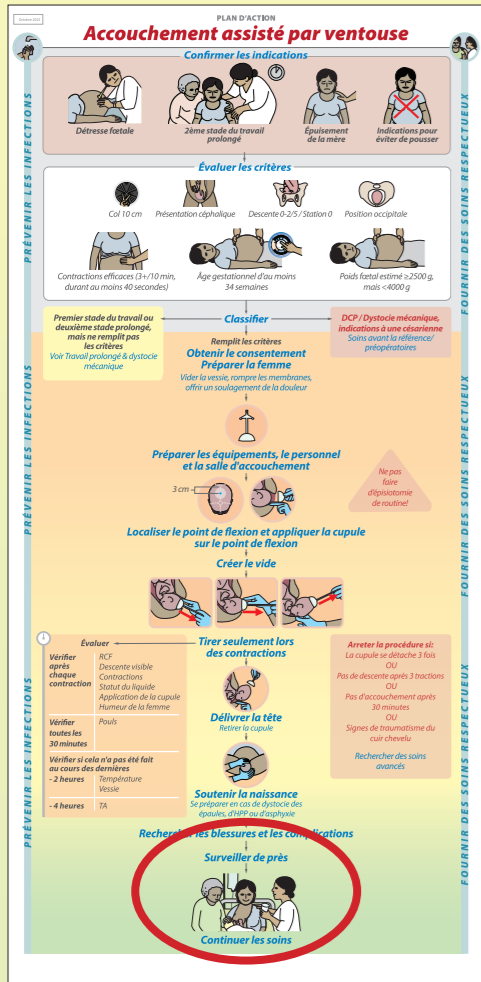 Octobre 2022
PLAN D'ACTION
Accouchement assisté par ventouse
PRÉVENIR LES INFECTIONS
FOURNIR DES SOINS RESPECTUEUX
Confirmer les indications
Détresse fœtale
2ème stade du travail
prolongé
Épuisement
de la mère
Indications pour
éviter de pousser
Évaluer les critères
Col 10 cm
Présentation céphalique
Descente 0-2/5 / Station 0
Position occipitale
Contractions efficaces (3+/10 min,
durant au moins 40 secondes)
Âge gestationnel d'au moins
34 semaines
Poids fœtal estimé ≥2500 g,
mais <4000 g
Premier stade du travail ou
deuxième stade prolongé,
mais ne remplit pas
les critères
Voir Travail prolongé & dystocie
mécanique
Classifier
DCP / Dystocie mécanique,
indications à une césarienne
Soins avant la référence/
préopératoires
Remplit les critères
Obtenir le consentement
Préparer la femme
Vider la vessie, rompre les membranes,
offrir un soulagement de la douleur
PRÉVENIR LES INFECTIONS
FOURNIR DES SOINS RESPECTUEUX
Préparer les équipements, le personnel
et la salle d'accouchement
3 cm
Ne pas
faire
d'épisiotomie
de routine!
Localiser le point de flexion et appliquer la cupule
sur le point de flexion
Créer le vide
Tirer seulement lors
des contractions
Évaluer
Vérifier
après
chaque
contraction
RCF
Descente visible
Contractions
Statut du liquide
Application de la cupule
Humeur de la femme
Vérifier
toutes les
30 minutes
Pouls
Vérifier si cela n'a pas été fait
au cours des dernières
- 2 heures
Température
Vessie
- 4 heures
TA
Arreter la procédure si:
La cupule se détache 3 fois
OU
Pas de descente après 3 tractions
OU
Pas d'accouchement après
30 minutes
OU
Signes de traumatisme du
cuir chevelu
Rechercher des soins
avancés
Délivrer la tête
Retirer la cupule
Soutenir la naissance
Se préparer en cas de dystocie des
épaules, d'HPP ou d'asphyxie
PRÉVENIR LES INFECTIONS
FOURNIR DES SOINS RESPECTUEUX
Rechercher les blessures et les complications
Surveiller de près
Continuer les soins